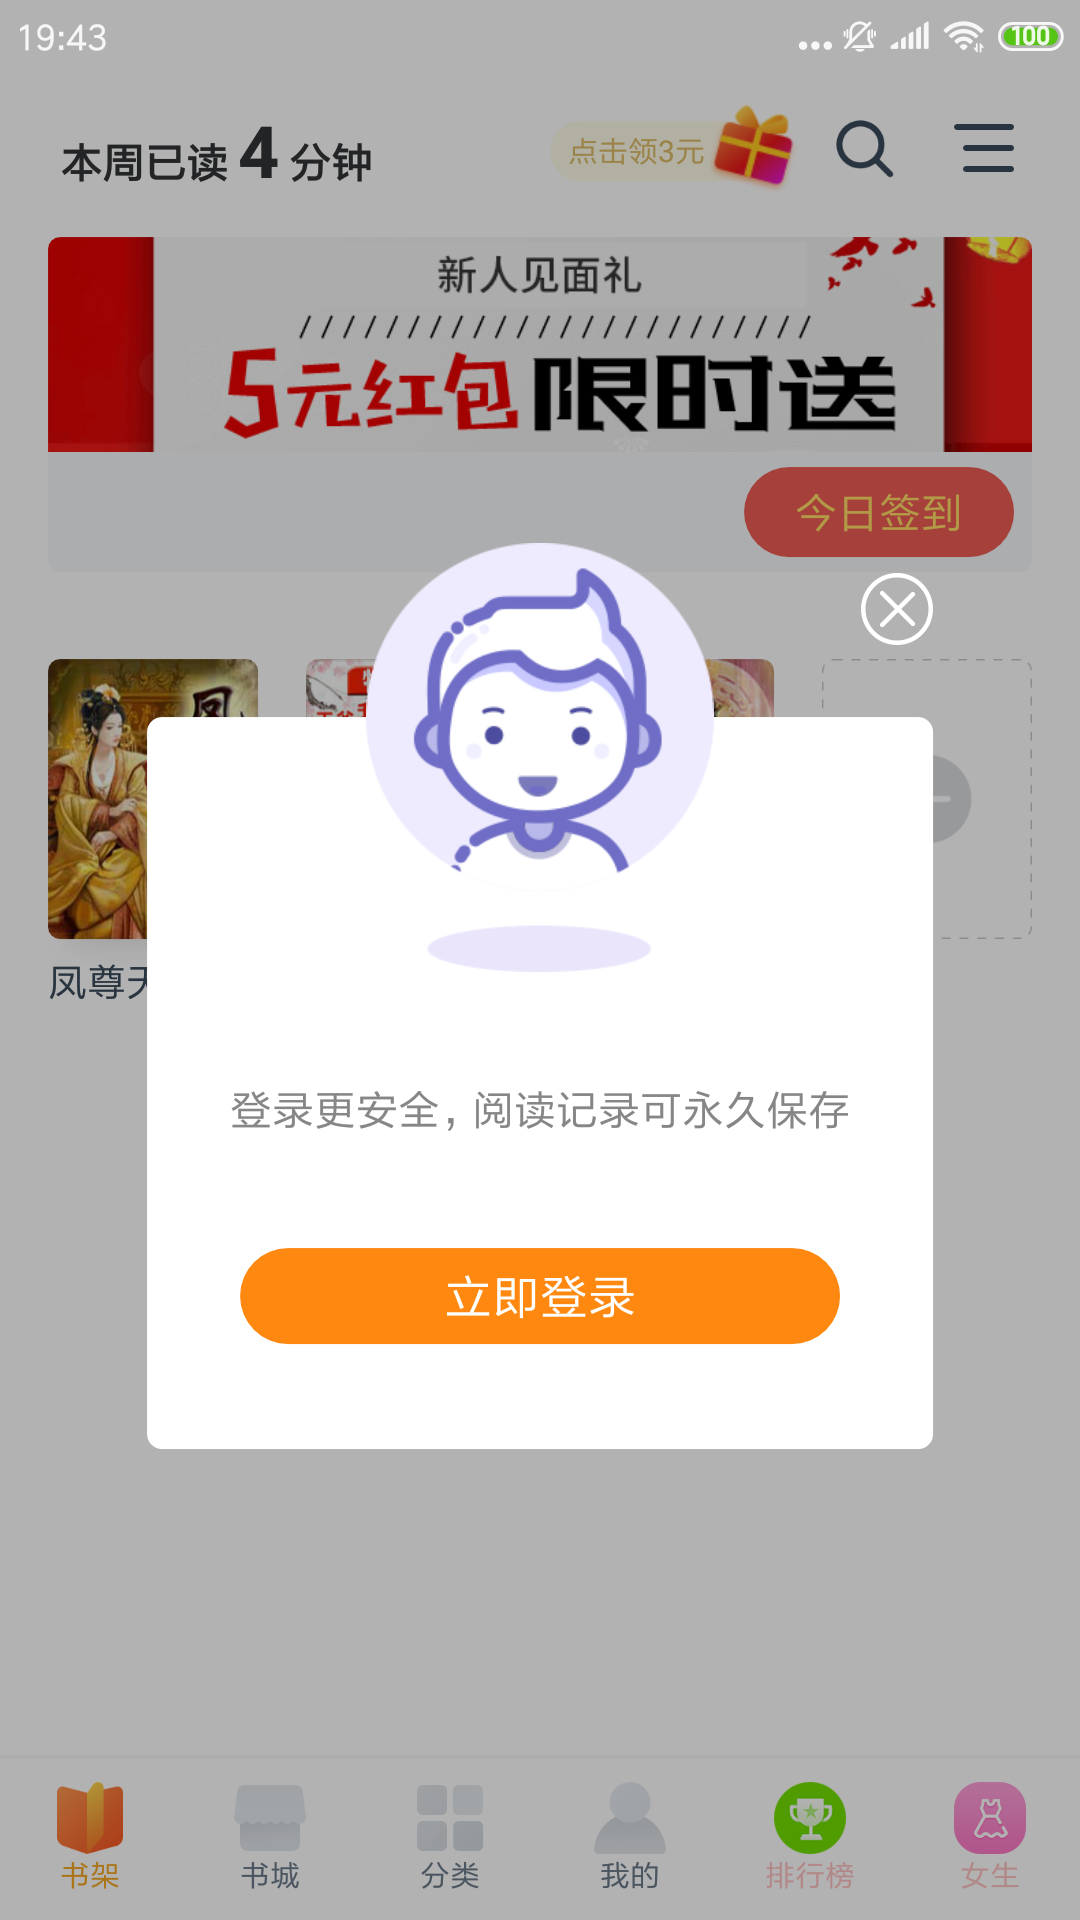 19:43
100
本周已读 4 分钟
点击领3元
新人见面礼
5元红包限时送
今日签到
凤
凤尊天
登录更安全，阅读记录可永久保存
立即登录
书架
书城
分类
我的
排行榜
女生